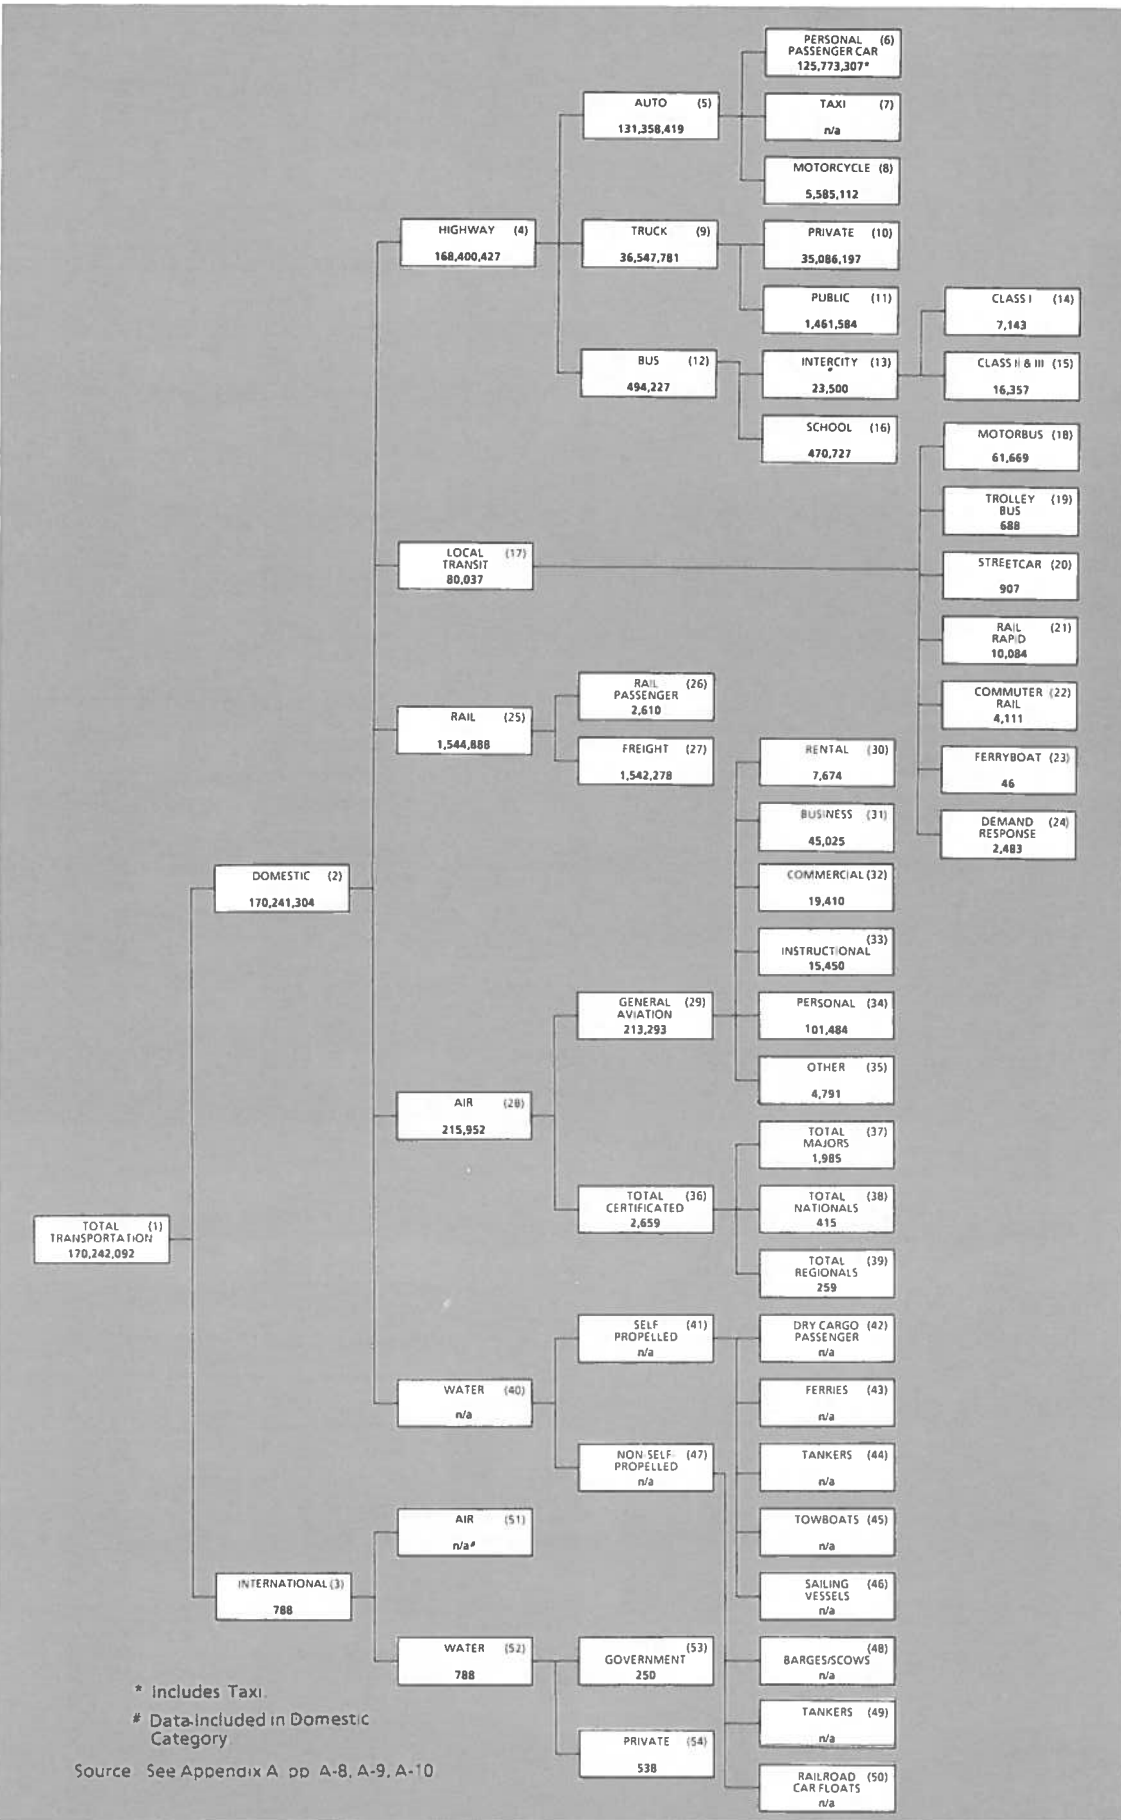 PERSONAL (6)
PASSENGER CAR
125,773,307*
AUTO (5)
131,358,419
TAXI (7)
n/a
MOTORCYCLE (8)
5,585,112
HIGHWAY (4)
168,400,427
TRUCK (9)
36,547,781
PRIVATE (10)
35,086,197
PUBLIC (11)
1,461,584
BUS (12)
494,227
INTERCITY (13)
#
23,500
CLASS I (14)
7,143
CLASS II & III (15)
16,357
SCHOOL (16)
470,727
LOCAL (17)
TRANSIT
80,037
MOTORBUS (18)
61,669
TROLLEY (19)
BUS
688
STREETCAR (20)
907
RAIL (21)
RAPID
10,084
COMMUTER (22)
RAIL
4,111
FERRYBOAT (23)
46
DEMAND (24)
RESPONSE
2,483
RAIL (25)
1,544,888
RAIL (26)
PASSENGER
2,610
FREIGHT (27)
1,542,278
DOMESTIC (2)
170,241,304
RENTAL (30)
7,674
BUSINESS (31)
45,025
COMMERCIAL (32)
19,410
(33)
INSTRUCTIONAL
15,450
GENERAL (29)
AVIATION
213,293
PERSONAL (34)
101,484
OTHER (35)
4,791
AIR (28)
215,952
TOTAL (37)
MAJORS
1,985
TOTAL (36)
CERTIFICATED
2,659
TOTAL (38)
NATIONALS
415
TOTAL (39)
REGIONALS
259
TOTAL (1)
TRANSPORTATION
170,242,092
SELF (41)
PROPELLED
n/a
DRY CARGO (42)
PASSENGER
n/a
WATER (40)
n/a
FERRIES (43)
n/a
NON-SELF- (47)
PROPELLED
n/a
TANKERS (44)
n/a
TOWBOATS (45)
n/a
SAILING (46)
VESSELS
n/a
AIR (51)
n/a#
INTERNATIONAL (3)
788
WATER (52)
788
(53)
GOVERNMENT
250
(48)
BARGES/SCOWS
n/a
TANKERS (49)
n/a
PRIVATE (54)
538
RAILROAD (50)
CAR FLOATS
n/a
* Includes Taxi.
# Data Included in Domestic
Category
Source See Appendix A pp A-8, A-9, A-10